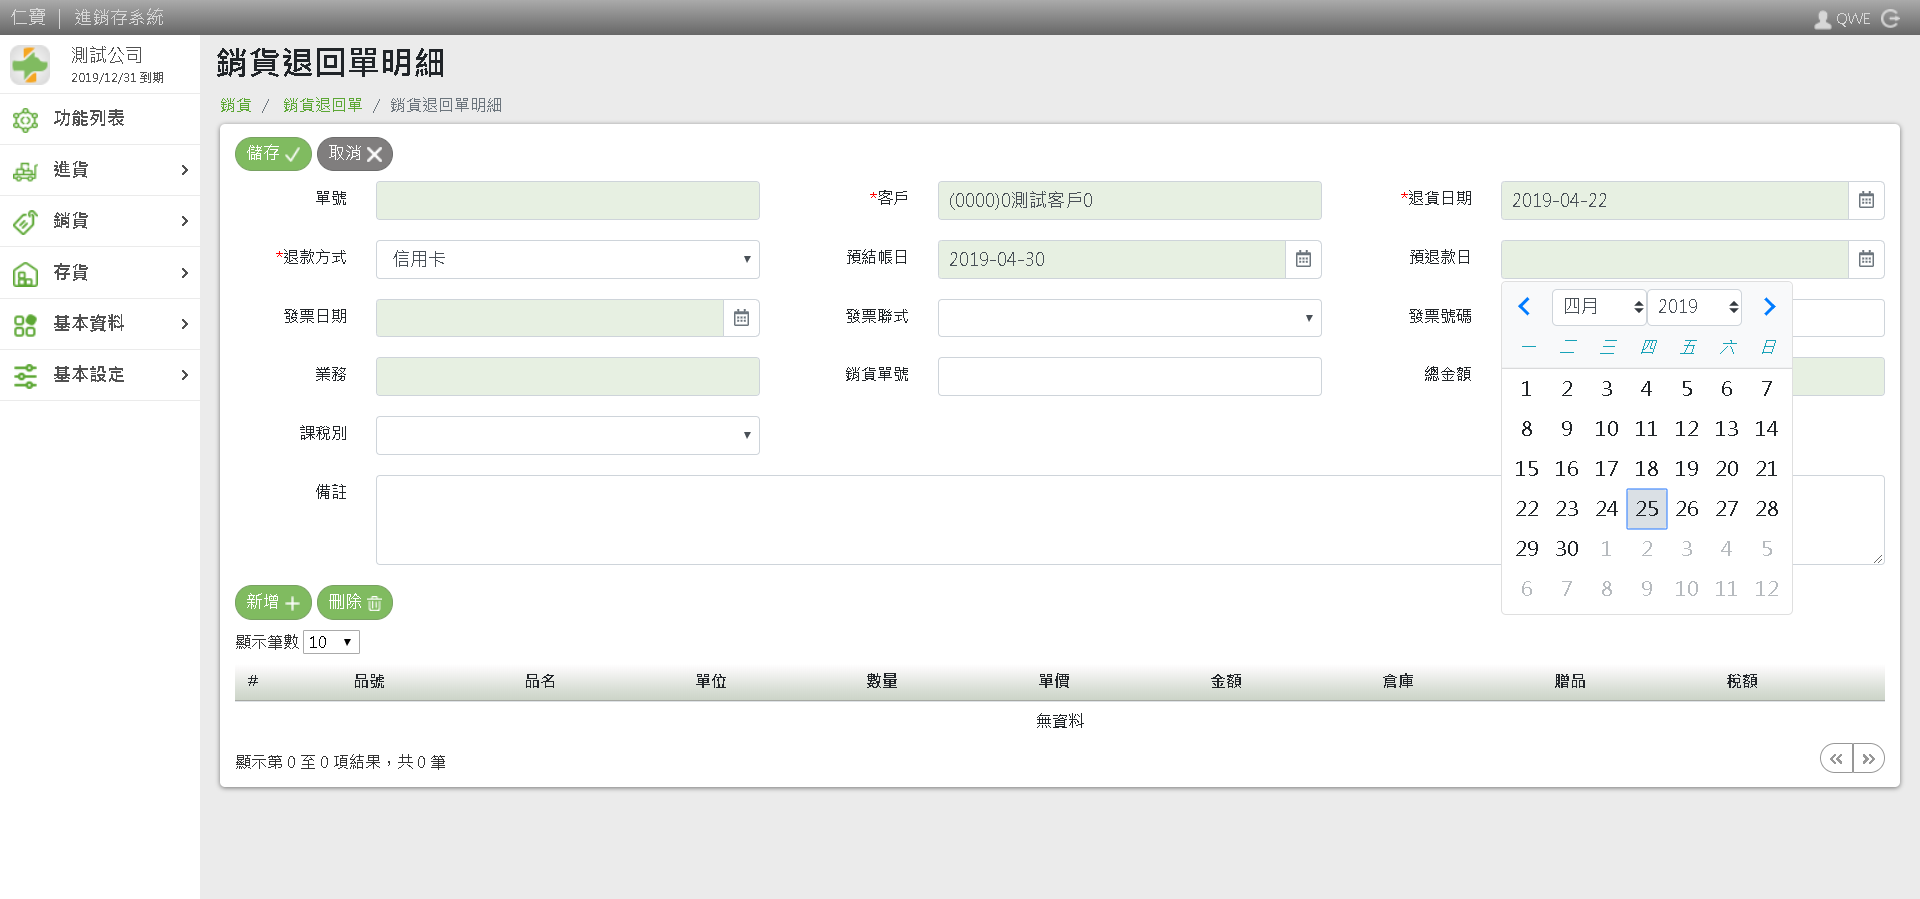 仁寶 | 進銷存系統
QWE
測試公司
2019/12/31 到期
功能列表
進貨
銷貨
存貨
基本資料
基本設定
銷貨退回單明細
銷貨 / 銷貨退回單 / 銷貨退回單明細
儲存 取消
單號
*客戶 (0000)0測試客戶0
*退貨日期 2019-04-22
*退款方式 信用卡
預結帳日 2019-04-30
預退款日
發票日期
發票聯式
發票號碼
業務
銷貨單號
總金額
課稅別
備註
四月 2019
一 二 三 四 五 六 日
1 2 3 4 5 6 7
8 9 10 11 12 13 14
15 16 17 18 19 20 21
22 23 24 25 26 27 28
29 30 1 2 3 4 5
6 7 8 9 10 11 12
新增 刪除
顯示筆數 10
# 品號 品名 單位 數量 單價 金額 倉庫 贈品 稅額
無資料
顯示第 0 至 0 項結果，共 0 筆
« »